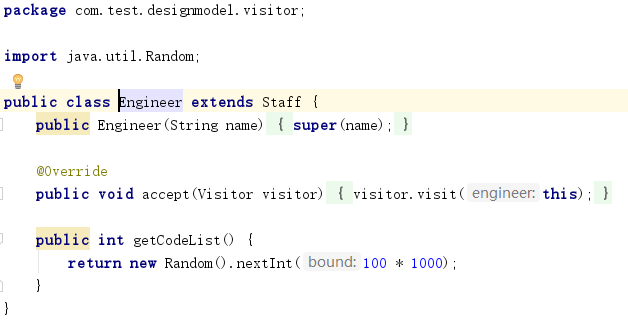 package com.test.designmodel.visitor;
import java.util.Random;
public class Engineer extends Staff {
public Engineer(String name) { super(name); }
@Override
public void accept(Visitor visitor) { visitor.visit( engineer: this); }
public int getCodeList() {
return new Random().nextInt( bound: 100 * 1000);
}
}